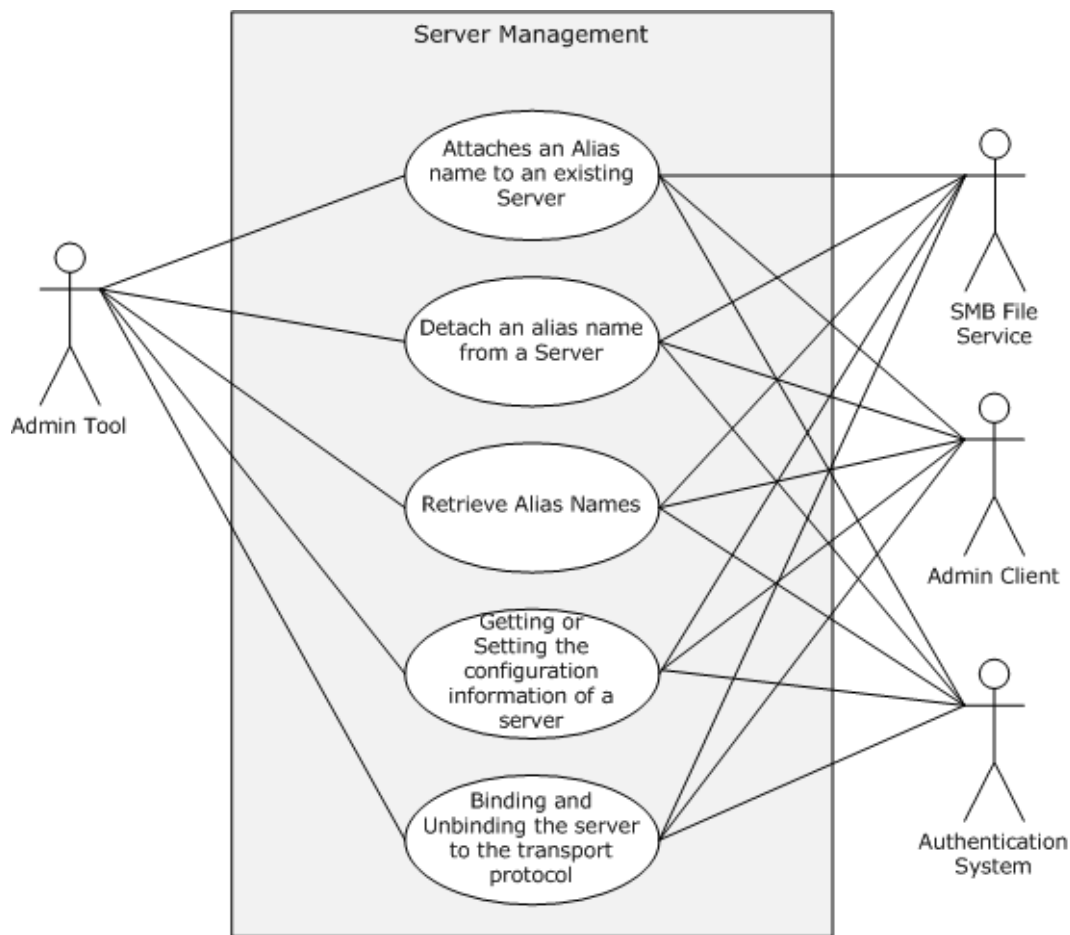 Server Management
Attaches an Alias
name to an existing
Server
Detach an alias name
from a Server
Retrieve Alias Names
Getting or
Setting the
configuration
information of a
server
Binding and
Unbinding the server
to the transport
protocol
Admin Tool
SMB File
Service
Admin Client
Authentication
System